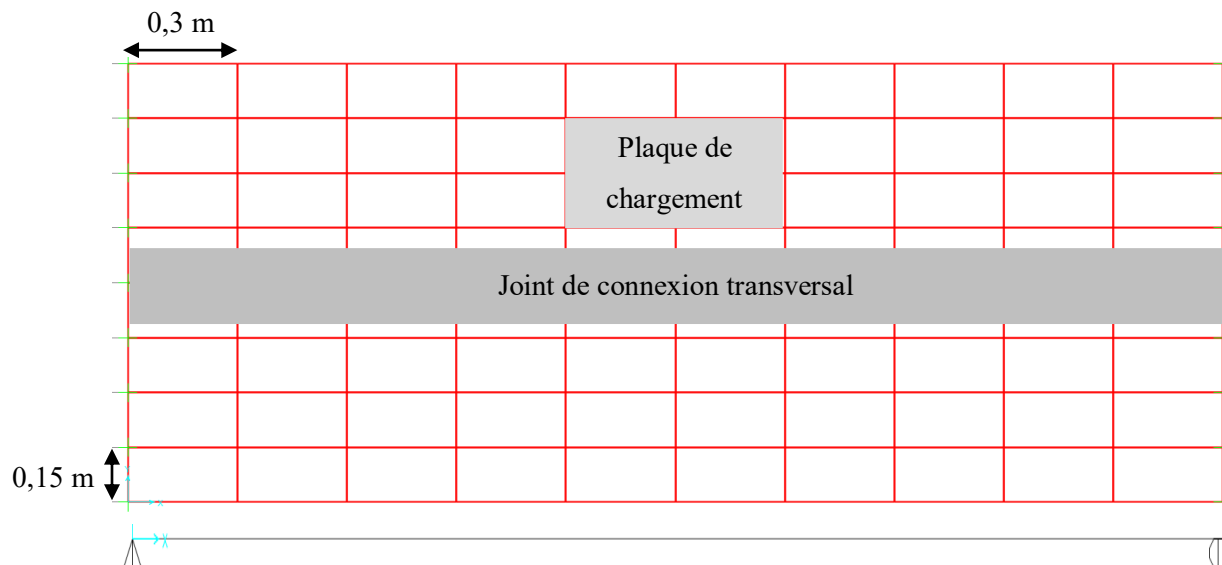 0,3 m
Plaque de
chargement
Joint de connexion transversal
0,15 m